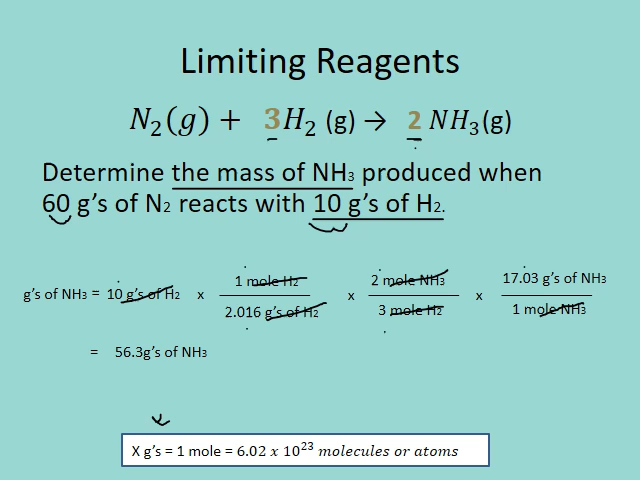 Limiting Reagents
N₂(g) + 3H₂ (g) → 2 NH₃(g)
Determine the mass of NH₃ produced when
60 g's of N₂ reacts with 10 g's of H₂.
1 mole H₂ 2 mole NH₃ 17.03 g's of NH₃
g's of NH₃ = 10 g's of H₂ x x x
2.016 g's of H₂ 3 mole H₂ 1 mole NH₃
= 56.3g's of NH₃
X g's = 1 mole = 6.02 x 10²³ molecules or atoms